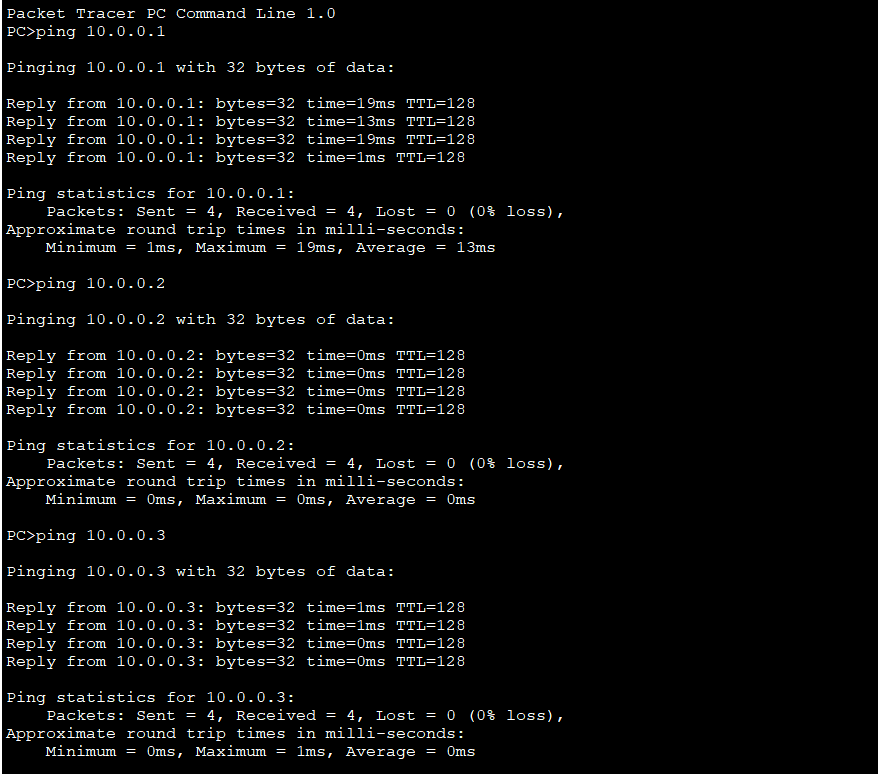 Packet Tracer PC Command Line 1.0
PC>ping 10.0.0.1
Pinging 10.0.0.1 with 32 bytes of data:
Reply from 10.0.0.1: bytes=32 time=19ms TTL=128
Reply from 10.0.0.1: bytes=32 time=13ms TTL=128
Reply from 10.0.0.1: bytes=32 time=19ms TTL=128
Reply from 10.0.0.1: bytes=32 time=1ms TTL=128
Ping statistics for 10.0.0.1:
Packets: Sent = 4, Received = 4, Lost = 0 (0% loss),
Approximate round trip times in milli-seconds:
Minimum = 1ms, Maximum = 19ms, Average = 13ms
PC>ping 10.0.0.2
Pinging 10.0.0.2 with 32 bytes of data:
Reply from 10.0.0.2: bytes=32 time=0ms TTL=128
Reply from 10.0.0.2: bytes=32 time=0ms TTL=128
Reply from 10.0.0.2: bytes=32 time=0ms TTL=128
Reply from 10.0.0.2: bytes=32 time=0ms TTL=128
Ping statistics for 10.0.0.2:
Packets: Sent = 4, Received = 4, Lost = 0 (0% loss),
Approximate round trip times in milli-seconds:
Minimum = 0ms, Maximum = 0ms, Average = 0ms
PC>ping 10.0.0.3
Pinging 10.0.0.3 with 32 bytes of data:
Reply from 10.0.0.3: bytes=32 time=1ms TTL=128
Reply from 10.0.0.3: bytes=32 time=1ms TTL=128
Reply from 10.0.0.3: bytes=32 time=0ms TTL=128
Reply from 10.0.0.3: bytes=32 time=0ms TTL=128
Ping statistics for 10.0.0.3:
Packets: Sent = 4, Received = 4, Lost = 0 (0% loss),
Approximate round trip times in milli-seconds:
Minimum = 0ms, Maximum = 1ms, Average = 0ms